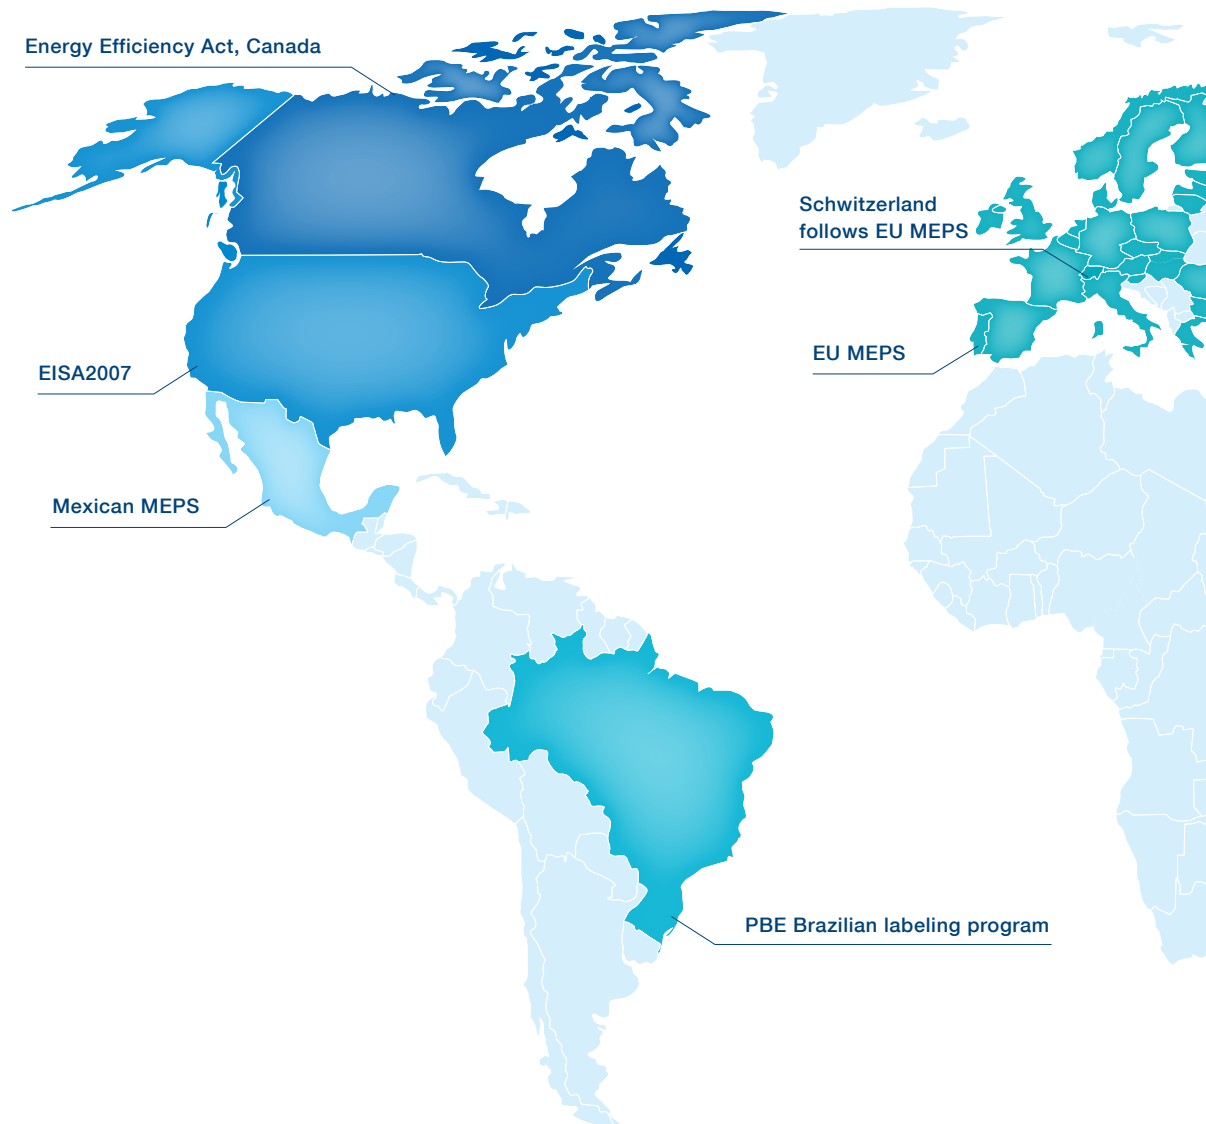 Energy Efficiency Act, Canada
Schwitzerland
follows EU MEPS
EU MEPS
EISA2007
Mexican MEPS
PBE Brazilian labeling program